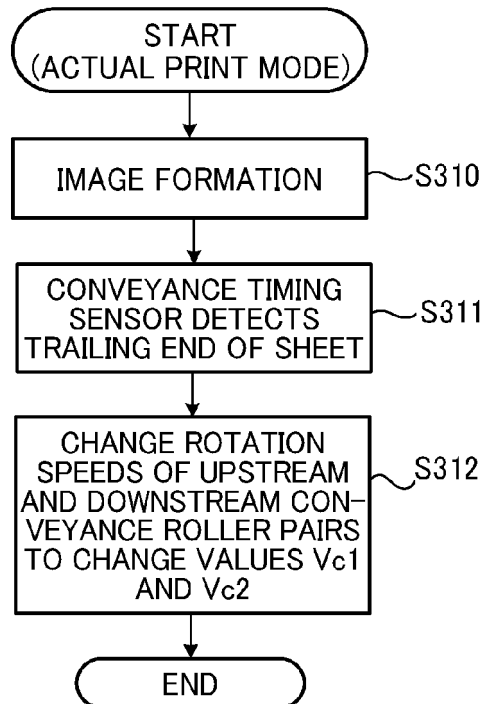 START
(ACTUAL PRINT MODE)
IMAGE FORMATION
S310
CONVEYANCE TIMING
SENSOR DETECTS
TRAILING END OF SHEET
S311
CHANGE ROTATION
SPEEDS OF UPSTREAM
AND DOWNSTREAM CON-
VEYANCE ROLLER PAIRS
TO CHANGE VALUES Vc1
AND Vc2
S312
END